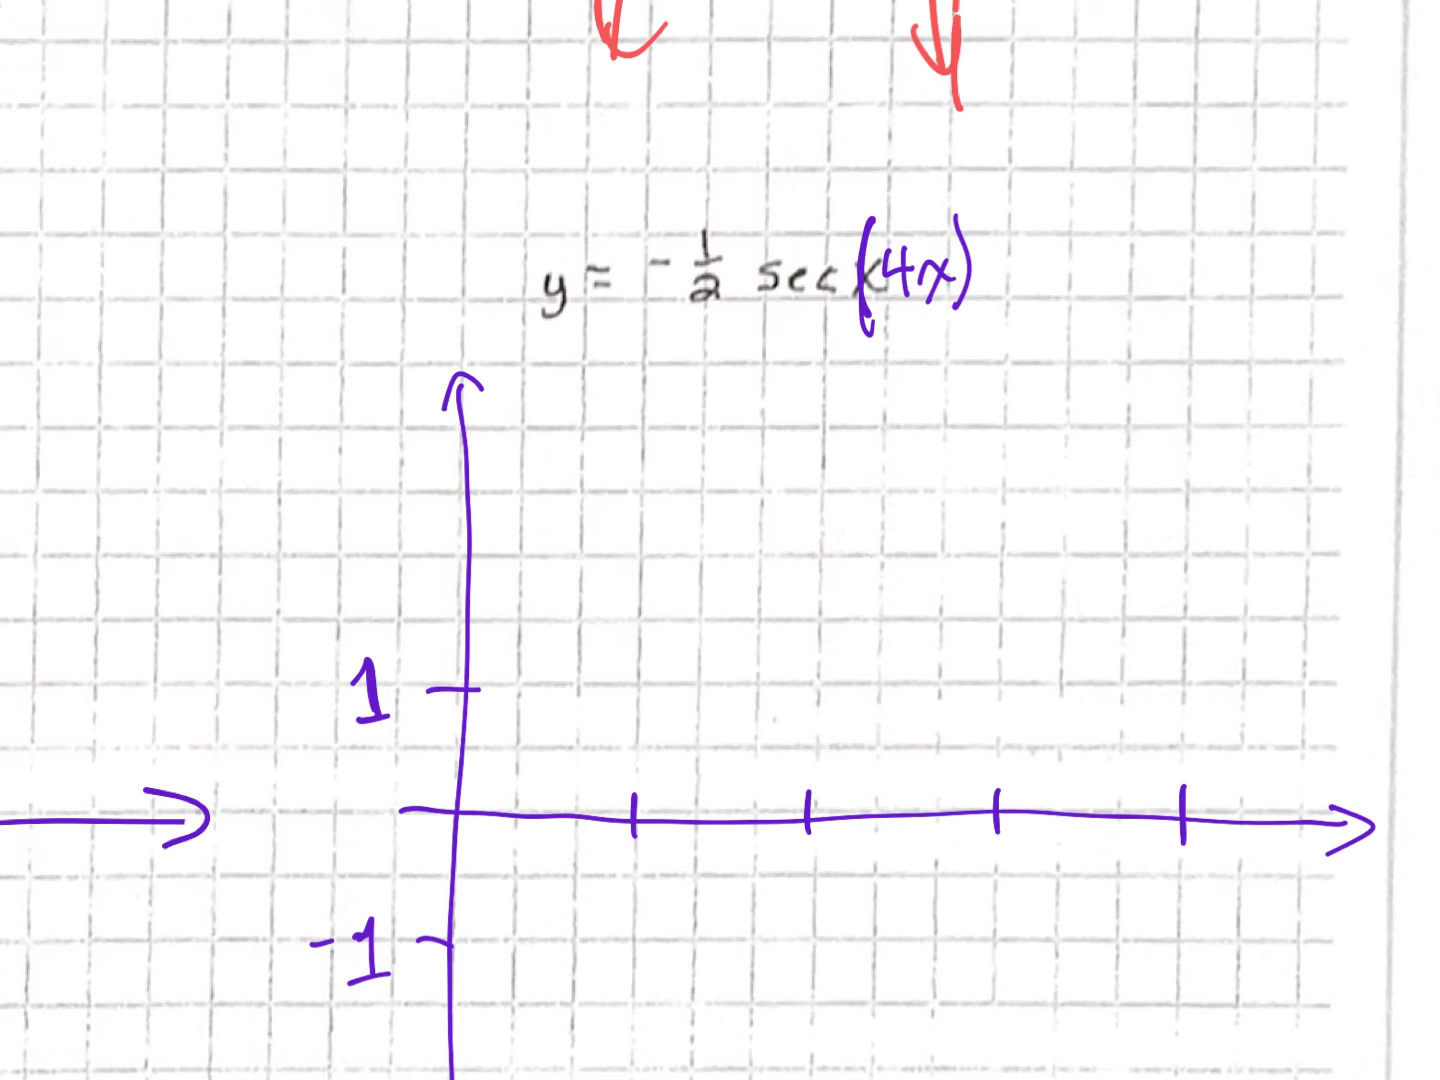 y = -1/2 sec(4x)
1
-1